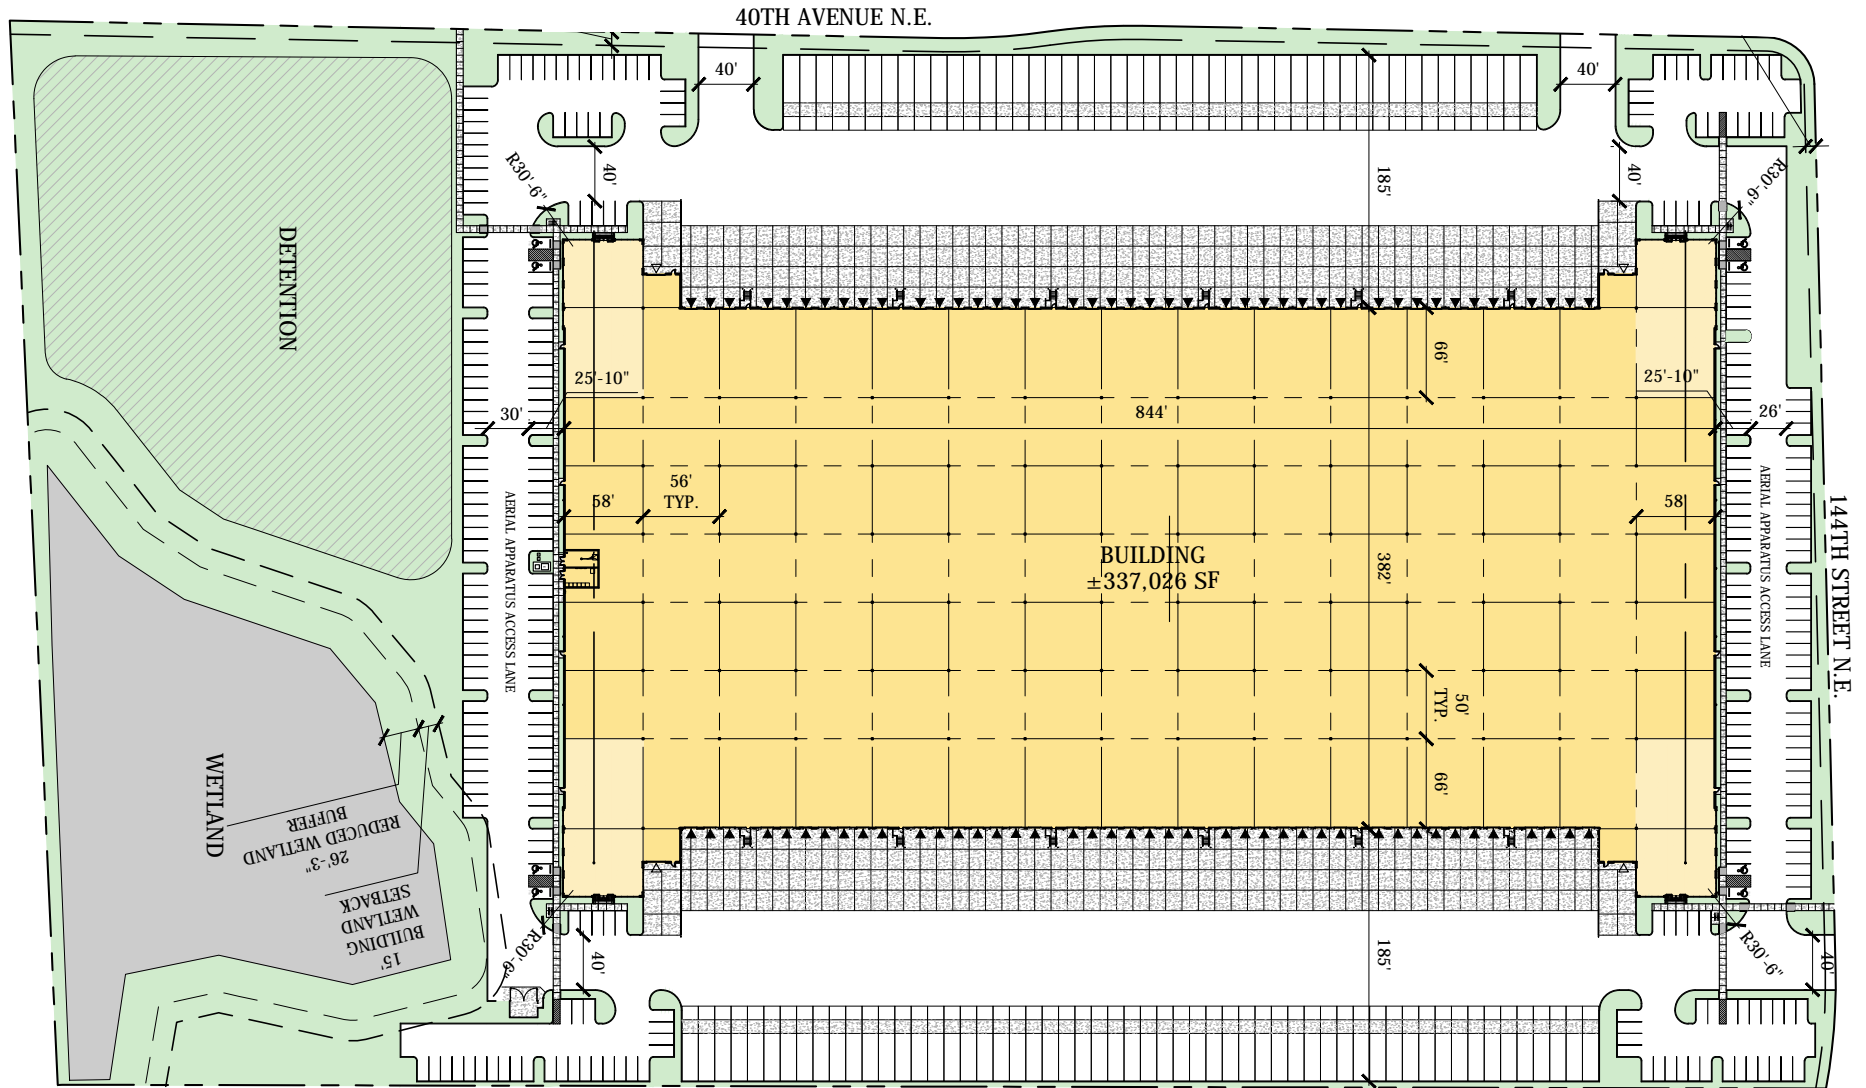 40TH AVENUE N.E.
40'
40'
R30'-6"
40'
185'
40'
R30'-6"
DETENTION
25'-10"
66'
25'-10"
30'
844'
26'
58'
56'
TYP.
58'
AERIAL APPARATUS ACCESS LANE
AERIAL APPARATUS ACCESS LANE
144TH STREET N.E.
BUILDING
±337,026 SF
382'
50'
TYP.
66'
WETLAND
26'-3"
REDUCED WETLAND
BUFFER
15'
BUILDING
WETLAND
SETBACK
R30'-6"
40'
185'
R30'-6"
40'